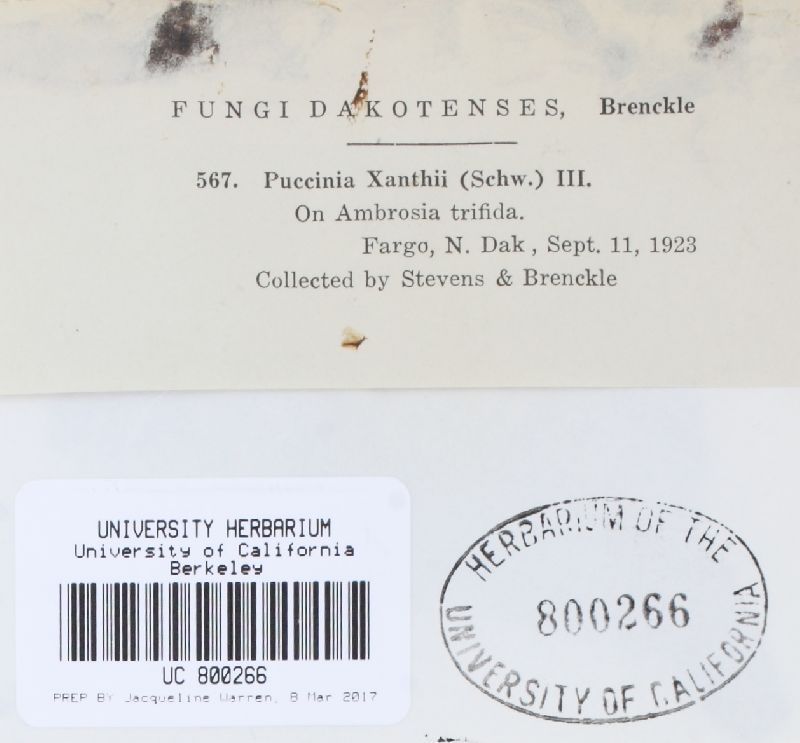 FUNGI DAKOTENSES, Brenckle
567. Puccinia Xanthii (Schw.) III.
On Ambrosia trifida.
Fargo, N. Dak , Sept. 11, 1923
Collected by Stevens & Brenckle
UNIVERSITY HERBARIUM
University of California
Berkeley
UC 800266
PREP BY Jacqueline Warren, 8 Mar 2017
HERBARIUM OF THE
800266
UNIVERSITY OF CALIFORNIA